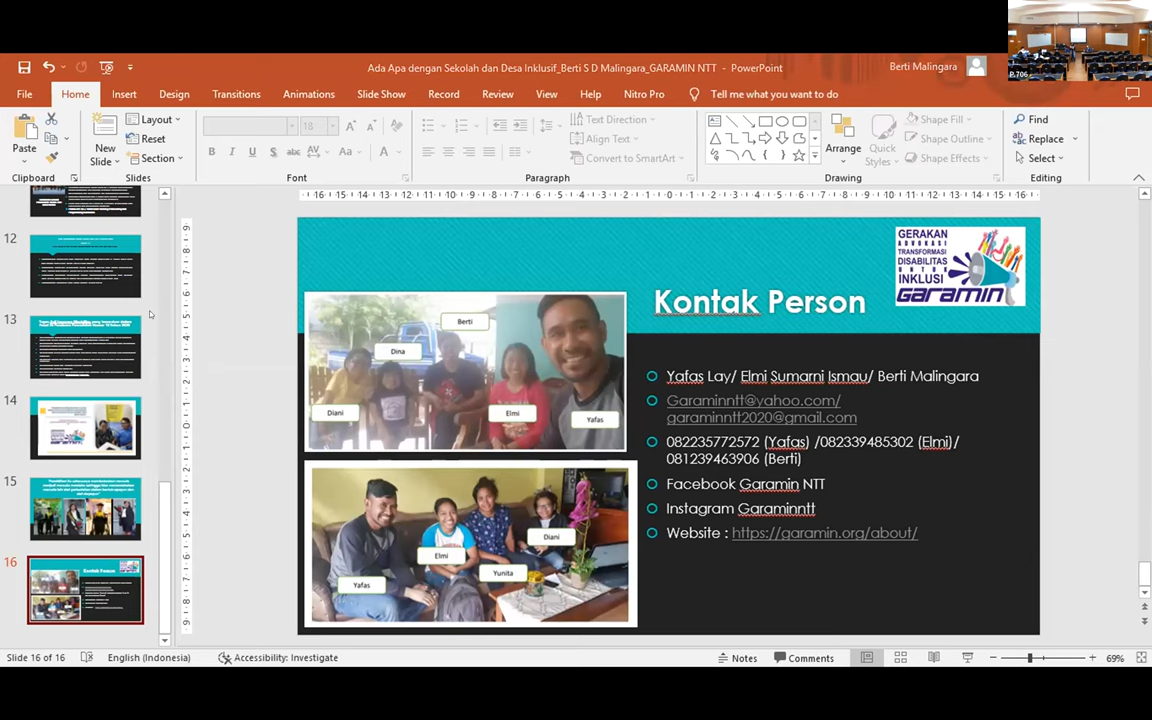 P.706
Ada Apa dengan Sekolah dan Desa Inklusif_Berti S D Malingara_GARAMIN NTT - PowerPoint
Berti Malingara
File Home Insert Design Transitions Animations Slide Show Record Review View Help Nitro Pro Tell me what you want to do
Paste
New
Slide
Layout
Reset
Section
18
Text Direction
Align Text
Convert to SmartArt
Arrange
Quick
Styles
Shape Fill
Shape Outline
Shape Effects
Find
Replace
Select
Clipboard Slides Font Paragraph Drawing Editing
12
13
14
15
16
Kontak Person
GERAKAN
ADVOKASI
TRANSFORMASI
DISABILITAS
UNTUK
INKLUSI
GARAMIN
Berti
Dina
Diani
Elmi
Yafas
Diani
Elmi
Yunita
Yafas
Yafas Lay/ Elmi Sumarni Ismau/ Berti Malingara
Garaminntt@yahoo.com/
garaminntt2020@gmail.com
082235772572 (Yafas) /082339485302 (Elmi)/
081239463906 (Berti)
Facebook Garamin NTT
Instagram Garaminntt
Website : https://garamin.org/about/
Slide 16 of 16 English (Indonesia) Accessibility: Investigate Notes Comments 69%